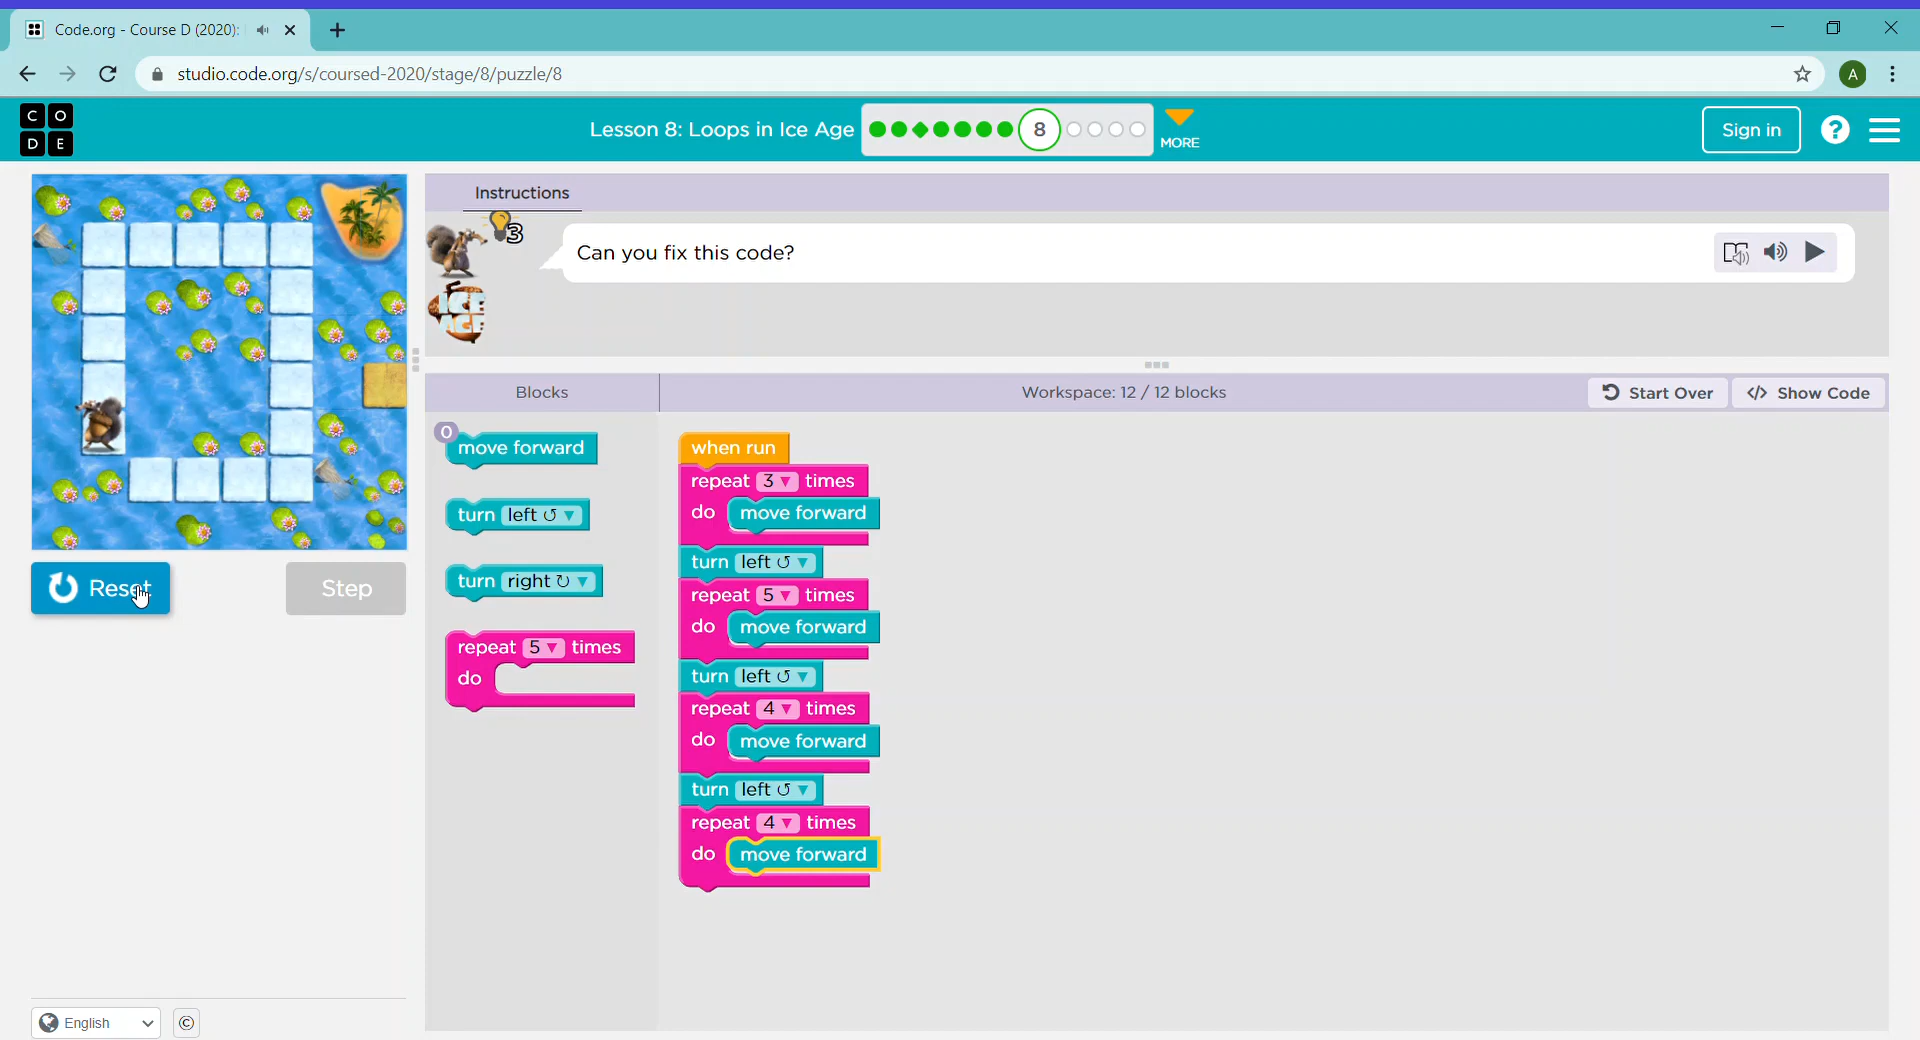 Code.org - Course D (2020):
studio.code.org/s/coursed-2020/stage/8/puzzle/8
A
C O
D E
Lesson 8: Loops in Ice Age
8
MORE
Sign in
?
Instructions
3
Can you fix this code?
ICE
AGE
Blocks
Workspace: 12 / 12 blocks
Start Over
</> Show Code
0
move forward
turn left ↺ ▼
turn right ↻ ▼
repeat 5 ▼ times
do
when run
repeat 3 ▼ times
do move forward
turn left ↺ ▼
repeat 5 ▼ times
do move forward
turn left ↺ ▼
repeat 4 ▼ times
do move forward
turn left ↺ ▼
repeat 4 ▼ times
do move forward
Reset
Step
English
©